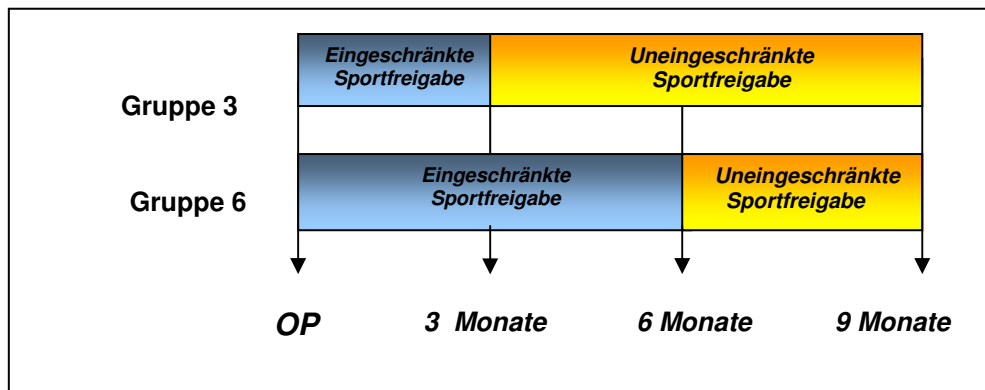 Eingeschränkte
Sportfreigabe
Uneingeschränkte
Sportfreigabe
Gruppe 3
Eingeschränkte
Sportfreigabe
Uneingeschränkte
Sportfreigabe
Gruppe 6
OP
3 Monate
6 Monate
9 Monate